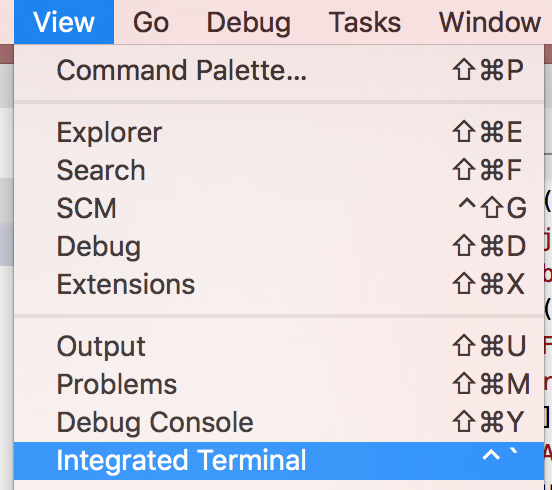 View Go Debug Tasks Window
Command Palette... ⇧⌘P
Explorer ⇧⌘E
Search ⇧⌘F
SCM ⌃⇧G
Debug ⇧⌘D
Extensions ⇧⌘X
Output ⇧⌘U
Problems ⇧⌘M
Debug Console ⇧⌘Y
Integrated Terminal ⌃`